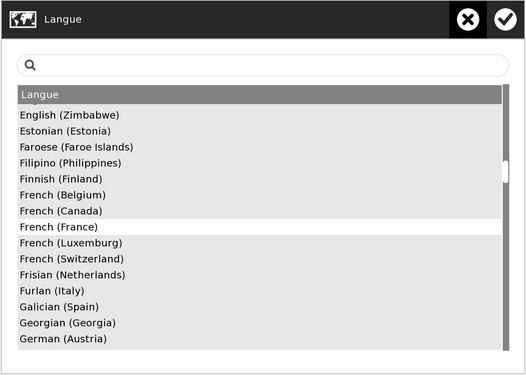 Langue
Langue
English (Zimbabwe)
Estonian (Estonia)
Faroese (Faroe Islands)
Filipino (Philippines)
Finnish (Finland)
French (Belgium)
French (Canada)
French (France)
French (Luxemburg)
French (Switzerland)
Frisian (Netherlands)
Furlan (Italy)
Galician (Spain)
Georgian (Georgia)
German (Austria)